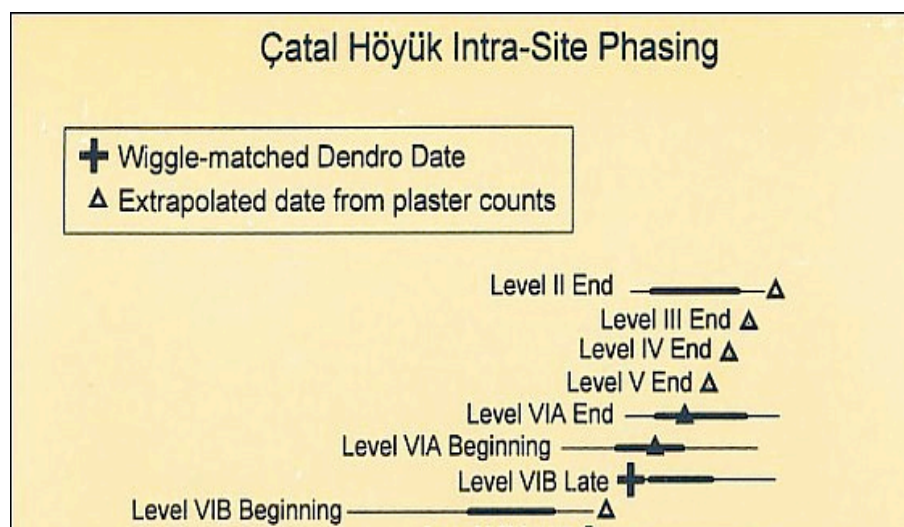 Çatal Höyük Intra-Site Phasing
Wiggle-matched Dendro Date
Extrapolated date from plaster counts
Level II End
Level III End
Level IV End
Level V End
Level VIA End
Level VIA Beginning
Level VIB Late
Level VIB Beginning